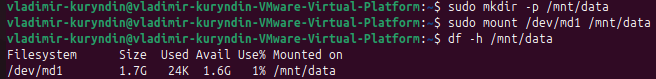 vladimir-kuryndin@vladimir-kuryndin-VMware-Virtual-Platform:~$ sudo mkdir -p /mnt/data
vladimir-kuryndin@vladimir-kuryndin-VMware-Virtual-Platform:~$ sudo mount /dev/md1 /mnt/data
vladimir-kuryndin@vladimir-kuryndin-VMware-Virtual-Platform:~$ df -h /mnt/data
Filesystem      Size  Used Avail Use% Mounted on
/dev/md1        1.7G   24K  1.6G   1% /mnt/data